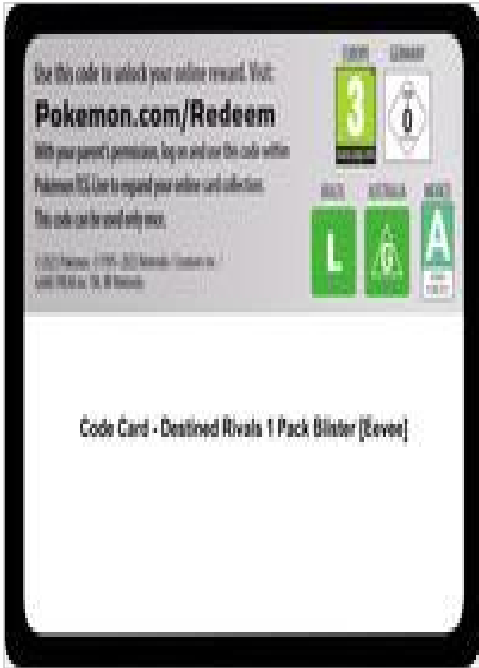 Use this code to unlock your online reward. Visit:
Pokemon.com/Redeem
With your parent's permission, log on and use this code within
Pokémon TCG Live to expand your online card collection.
This code can be used only once.
EUROPE GERMANY
3
0
BRAZIL AUSTRALIA MEXICO
L
G
A
Code Card - Destined Rivals 1 Pack Blister [Eevee]